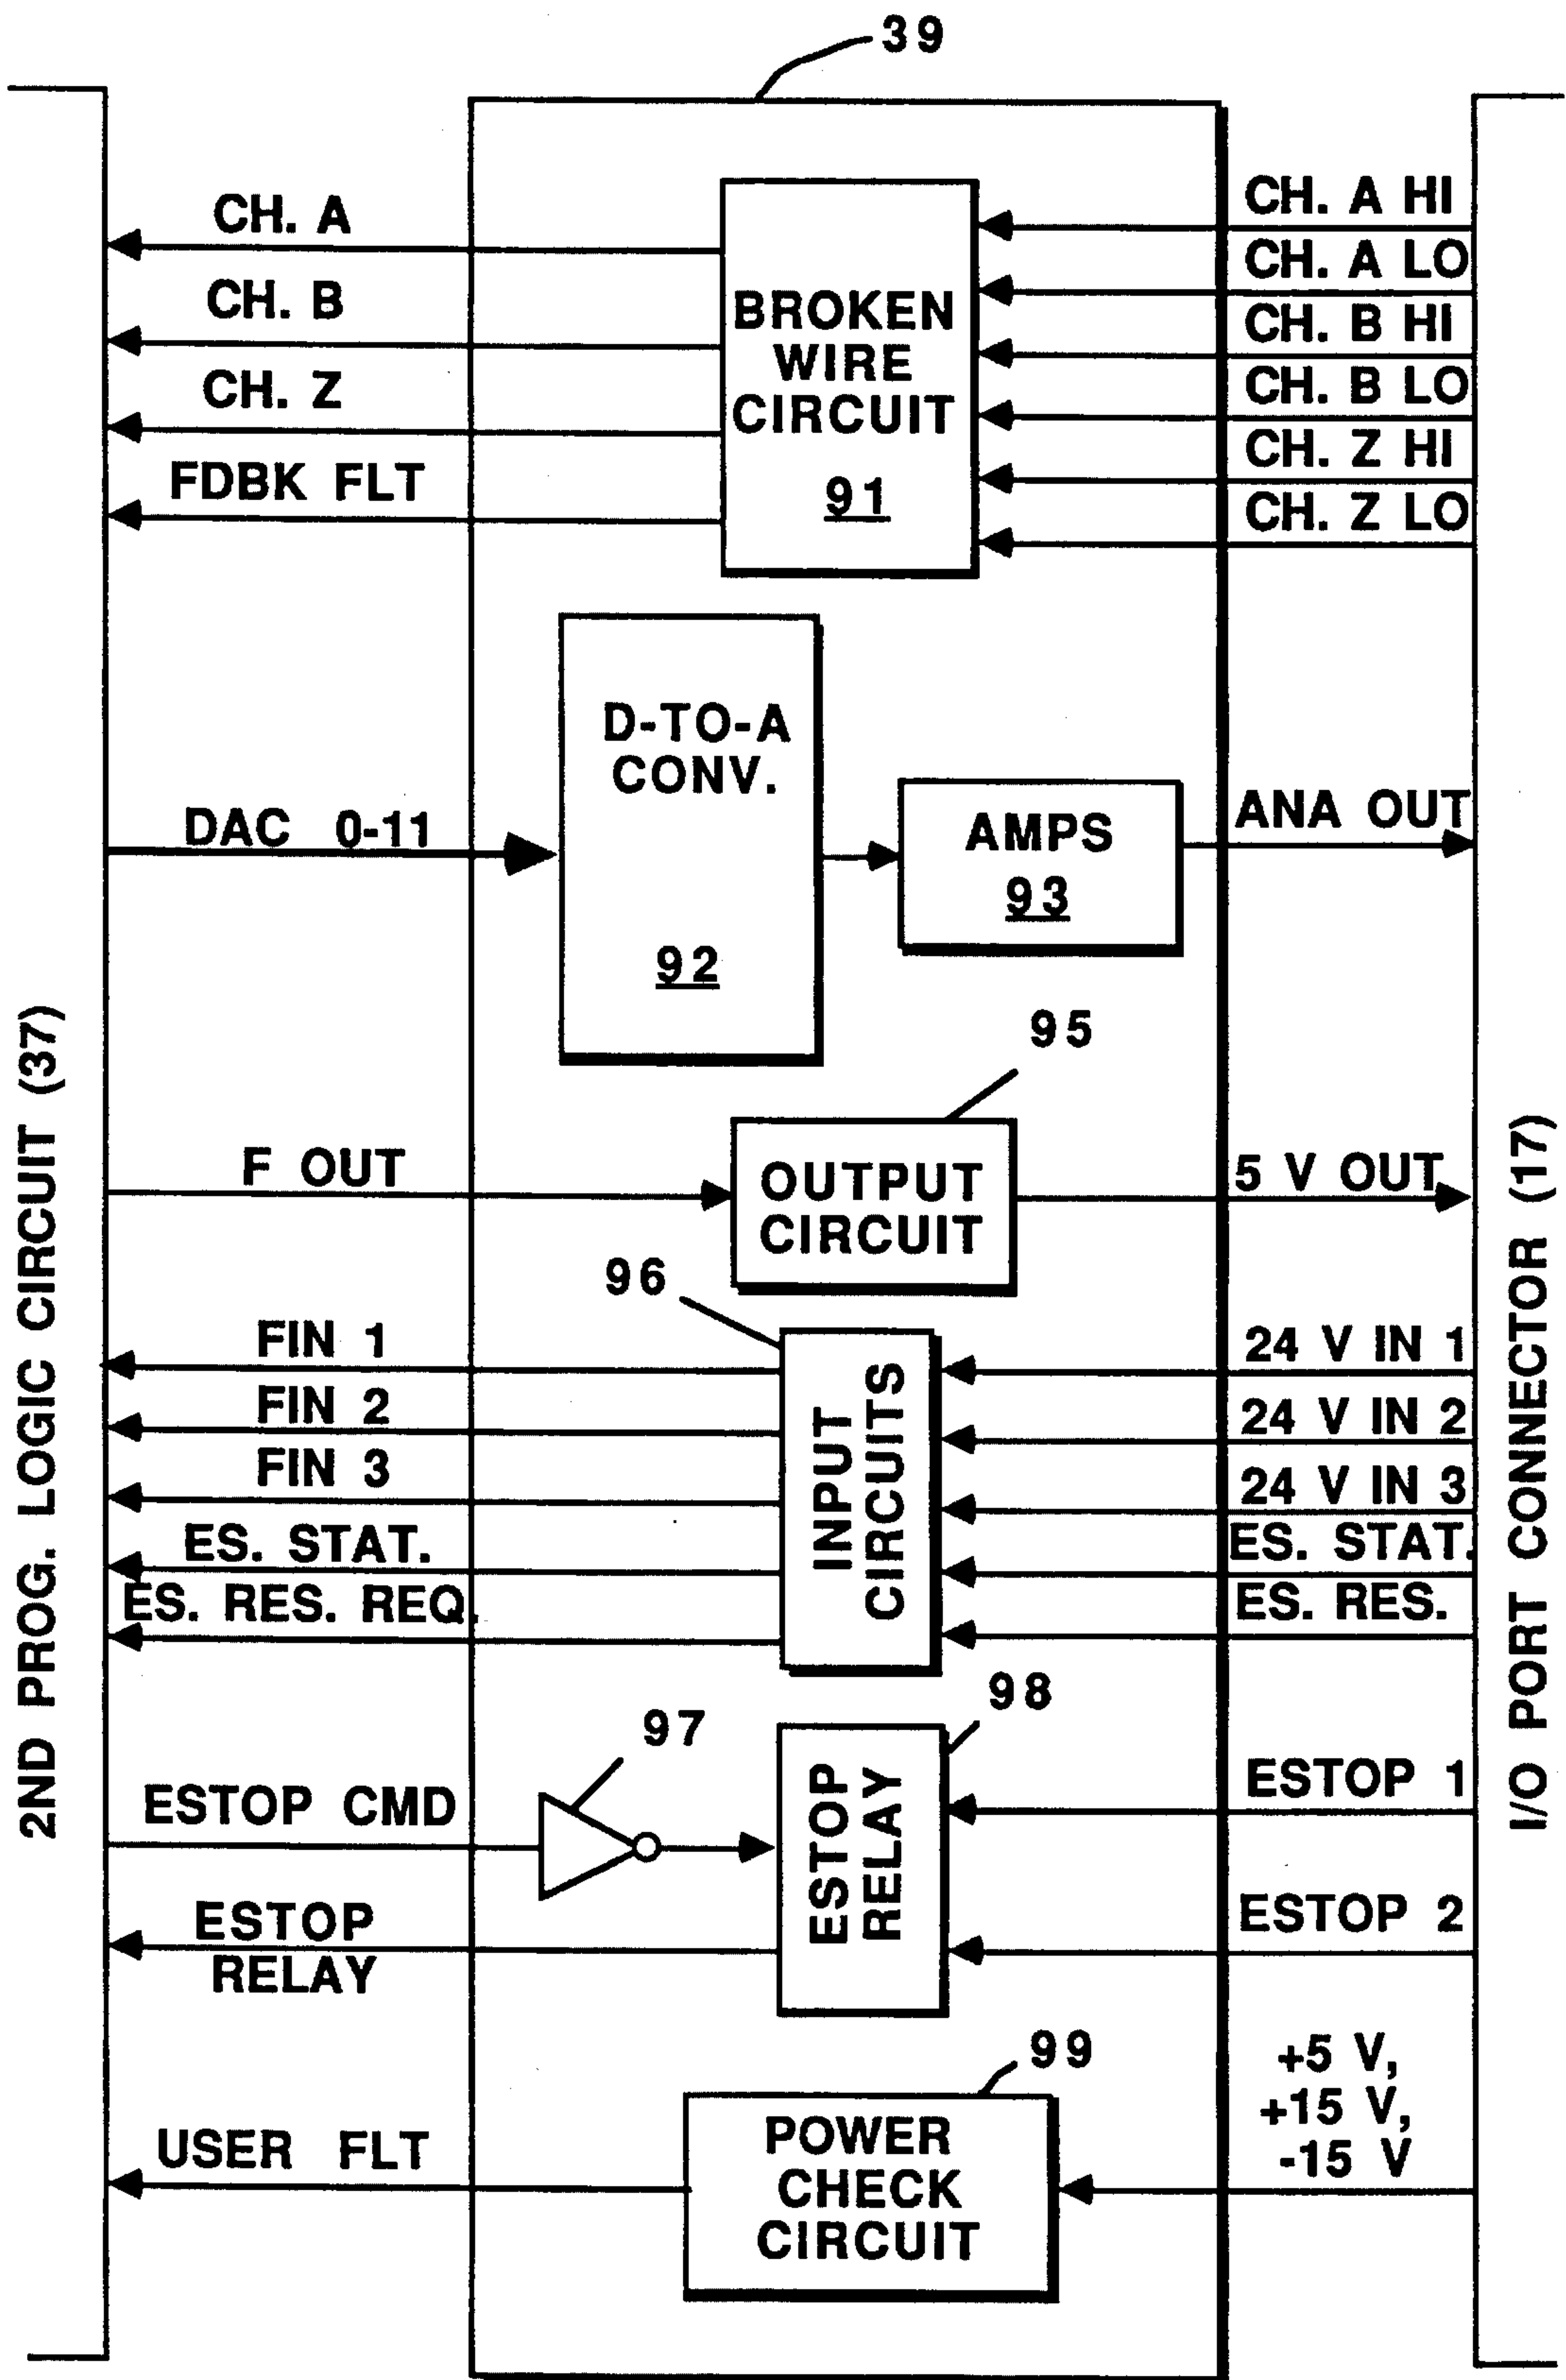 39
CH. A
CH. B
CH. Z
FDBK FLT
BROKEN
WIRE
CIRCUIT
91
CH. A HI
CH. A LO
CH. B HI
CH. B LO
CH. Z HI
CH. Z LO
DAC 0-11
D-TO-A
CONV.
92
AMPS
93
ANA OUT
95
F OUT
OUTPUT
CIRCUIT
5 V OUT
96
FIN 1
FIN 2
FIN 3
ES. STAT.
ES. RES. REQ.
INPUT
CIRCUITS
24 V IN 1
24 V IN 2
24 V IN 3
ES. STAT.
ES. RES.
97
98
ESTOP CMD
ESTOP
RELAY
ESTOP
RELAY
ESTOP 1
ESTOP 2
99
USER FLT
POWER
CHECK
CIRCUIT
+5 V,
+15 V,
-15 V
2ND PROG. LOGIC CIRCUIT (37)
I/O PORT CONNECTOR (17)